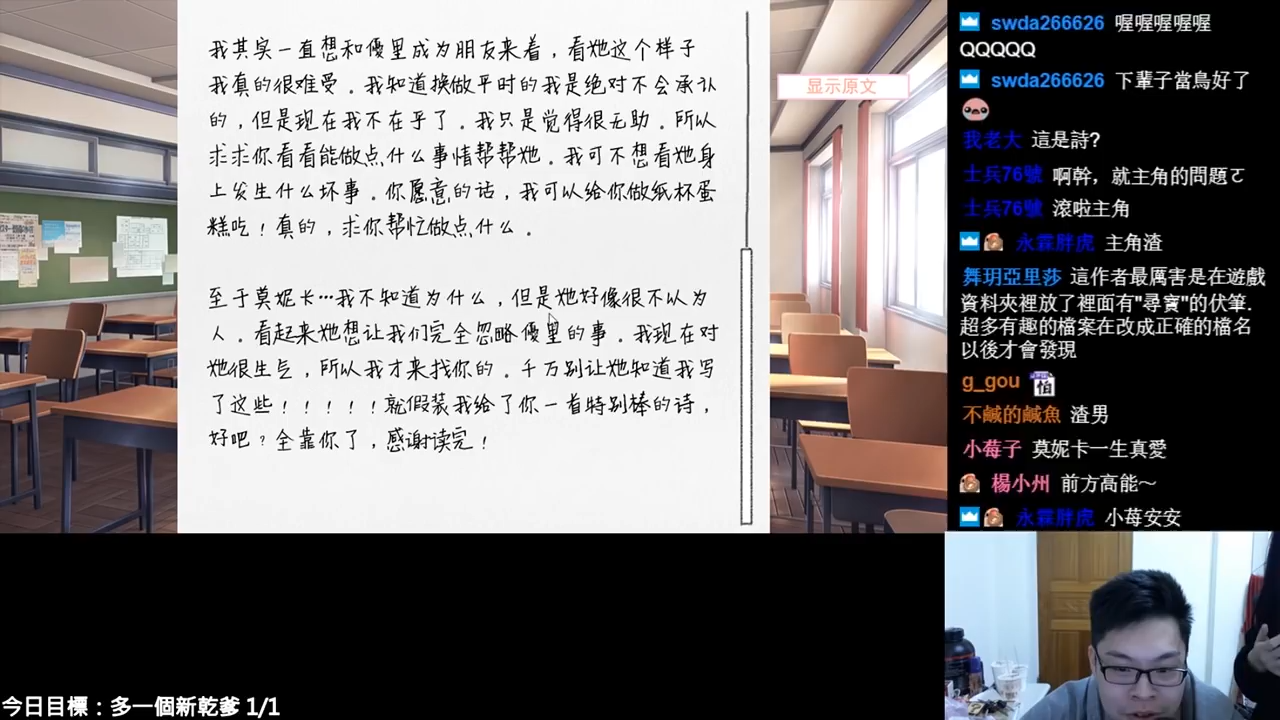 我其实一直想和優里成为朋友来着，看她这个样子
我真的很难受。我知道换做平时的我是绝对不会承认
的，但是现在我不在乎了。我只是觉得很无助。所以
求求你看看能做点什么事情帮帮她。我可不想看她身
上发生什么坏事。你愿意的话，我可以给你做纸杯蛋
糕吃！真的，求你帮忙做点什么。
至于莫妮卡…我不知道为什么，但是她好像很不以为
人。看起来她想让我们完全忽略優里的事。我现在对
她很生气，所以我才来找你的。千万别让她知道我写
了这些！！！！！就假装我给了你一首特别棒的诗，
好吧？全靠你了，感谢读完！
显示原文
swda266626 喔喔喔喔喔
QQQQQ
swda266626 下輩子當鳥好了
我老大 這是詩?
士兵76號 啊幹，就主角的問題ㄛ
士兵76號 滾啦主角
永霖胖虎 主角渣
舞玥亞里莎 這作者最厲害是在遊戲
資料夾裡放了裡面有"尋寶"的伏筆.
超多有趣的檔案在改成正確的檔名
以後才會發現
g_gou 怕
不鹹的鹹魚 渣男
小莓子 莫妮卡一生真愛
楊小州 前方高能～
永霖胖虎 小莓安安
今日目標：多一個新乾爹 1/1